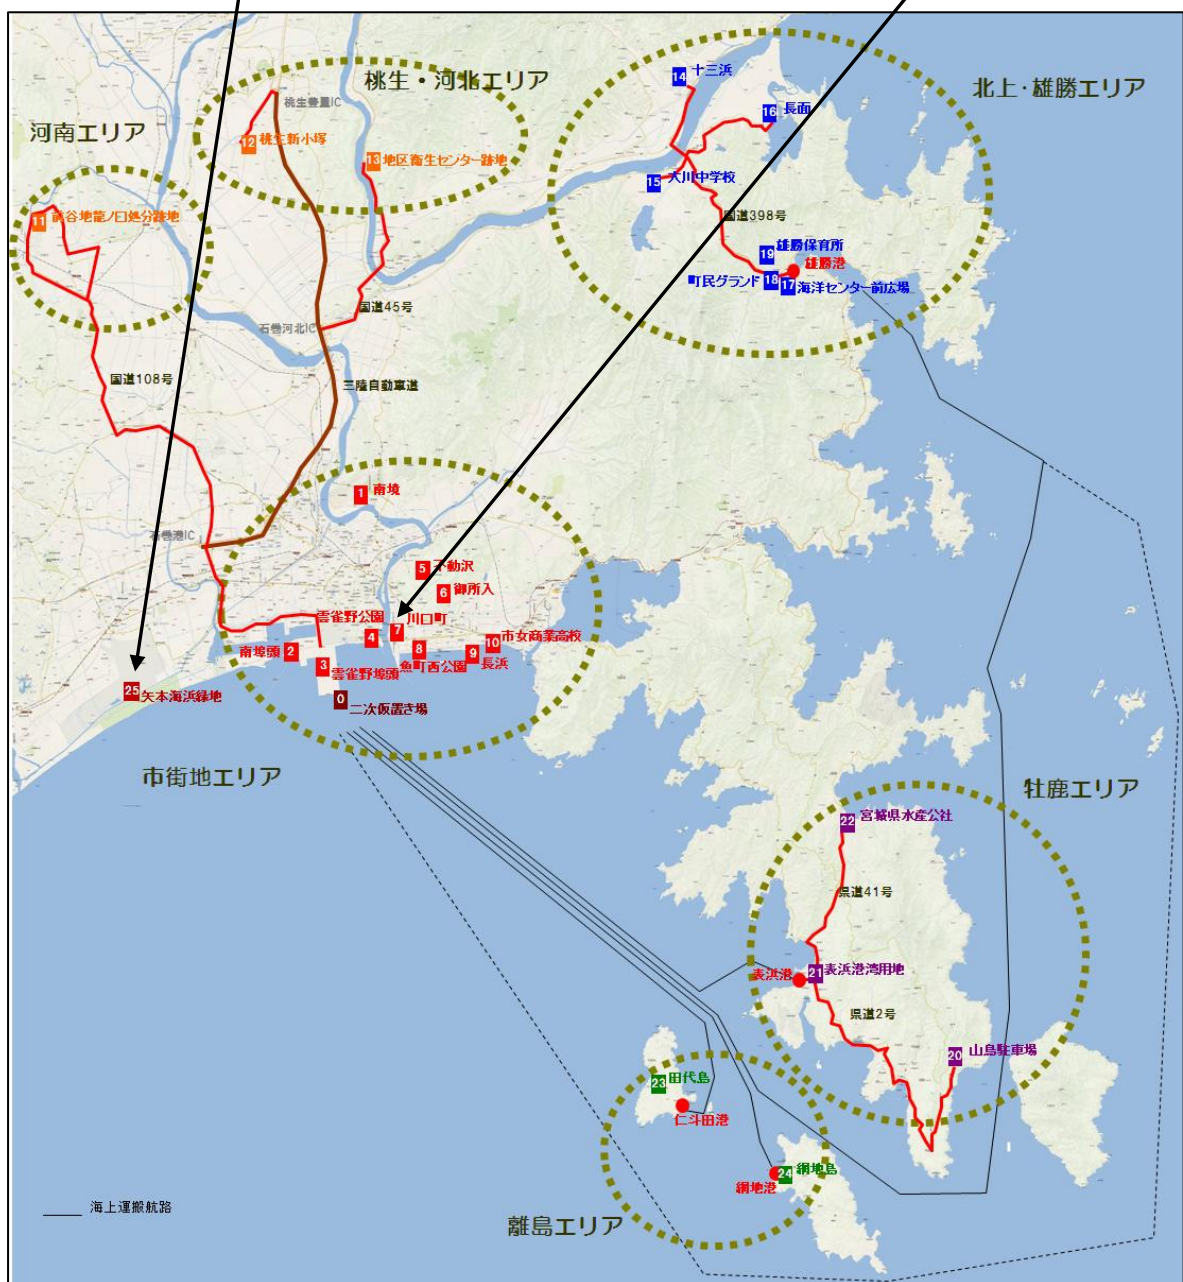 桃生・河北エリア
北上・雄勝エリア
河南エリア
桃生豊里IC
12 桃生新小塚
13 地区衛生センター跡地
14 十三浜
16 長面
15 大川中学校
国道398号
19 雄勝保育所
雄勝港
町民グランド 18
17 海洋センター前広場
11 前谷地龍ノ口処分跡地
国道45号
石巻河北IC
国道108号
三陸自動車道
1 南境
石巻港IC
5 不動沢
6 御所入
雲雀野公園 4
7 川口町
10 市女商業高校
南埠頭 2
8 魚町西公園
9 長浜
3 雲雀野埠頭
0 二次仮置き場
25 矢本海浜緑地
市街地エリア
牡鹿エリア
22 宮城県水産公社
県道41号
表浜港
21 表浜港湾用地
県道2号
20 山鳥駐車場
23 田代島
仁斗田港
24 網地島
網地港
離島エリア
海上運搬航路